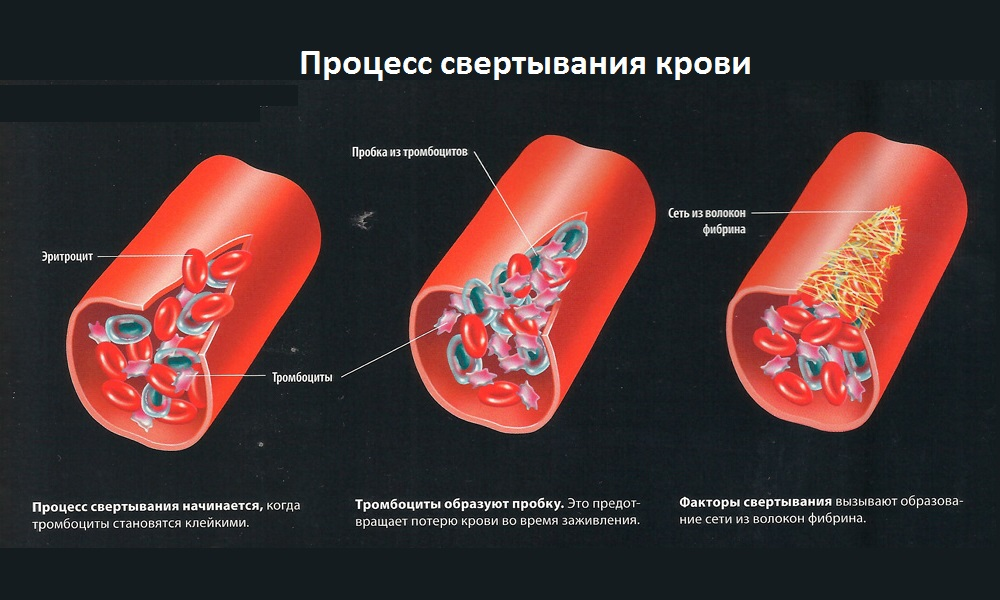 Процесс свертывания крови
Пробка из тромбоцитов
Эритроцит
Сеть из волокон
фибрина
Тромбоциты
Процесс свертывания начинается, когда
тромбоциты становятся клейкими.
Тромбоциты образуют пробку. Это предот-
вращает потерю крови во время заживления.
Факторы свертывания вызывают образова-
ние сети из волокон фибрина.